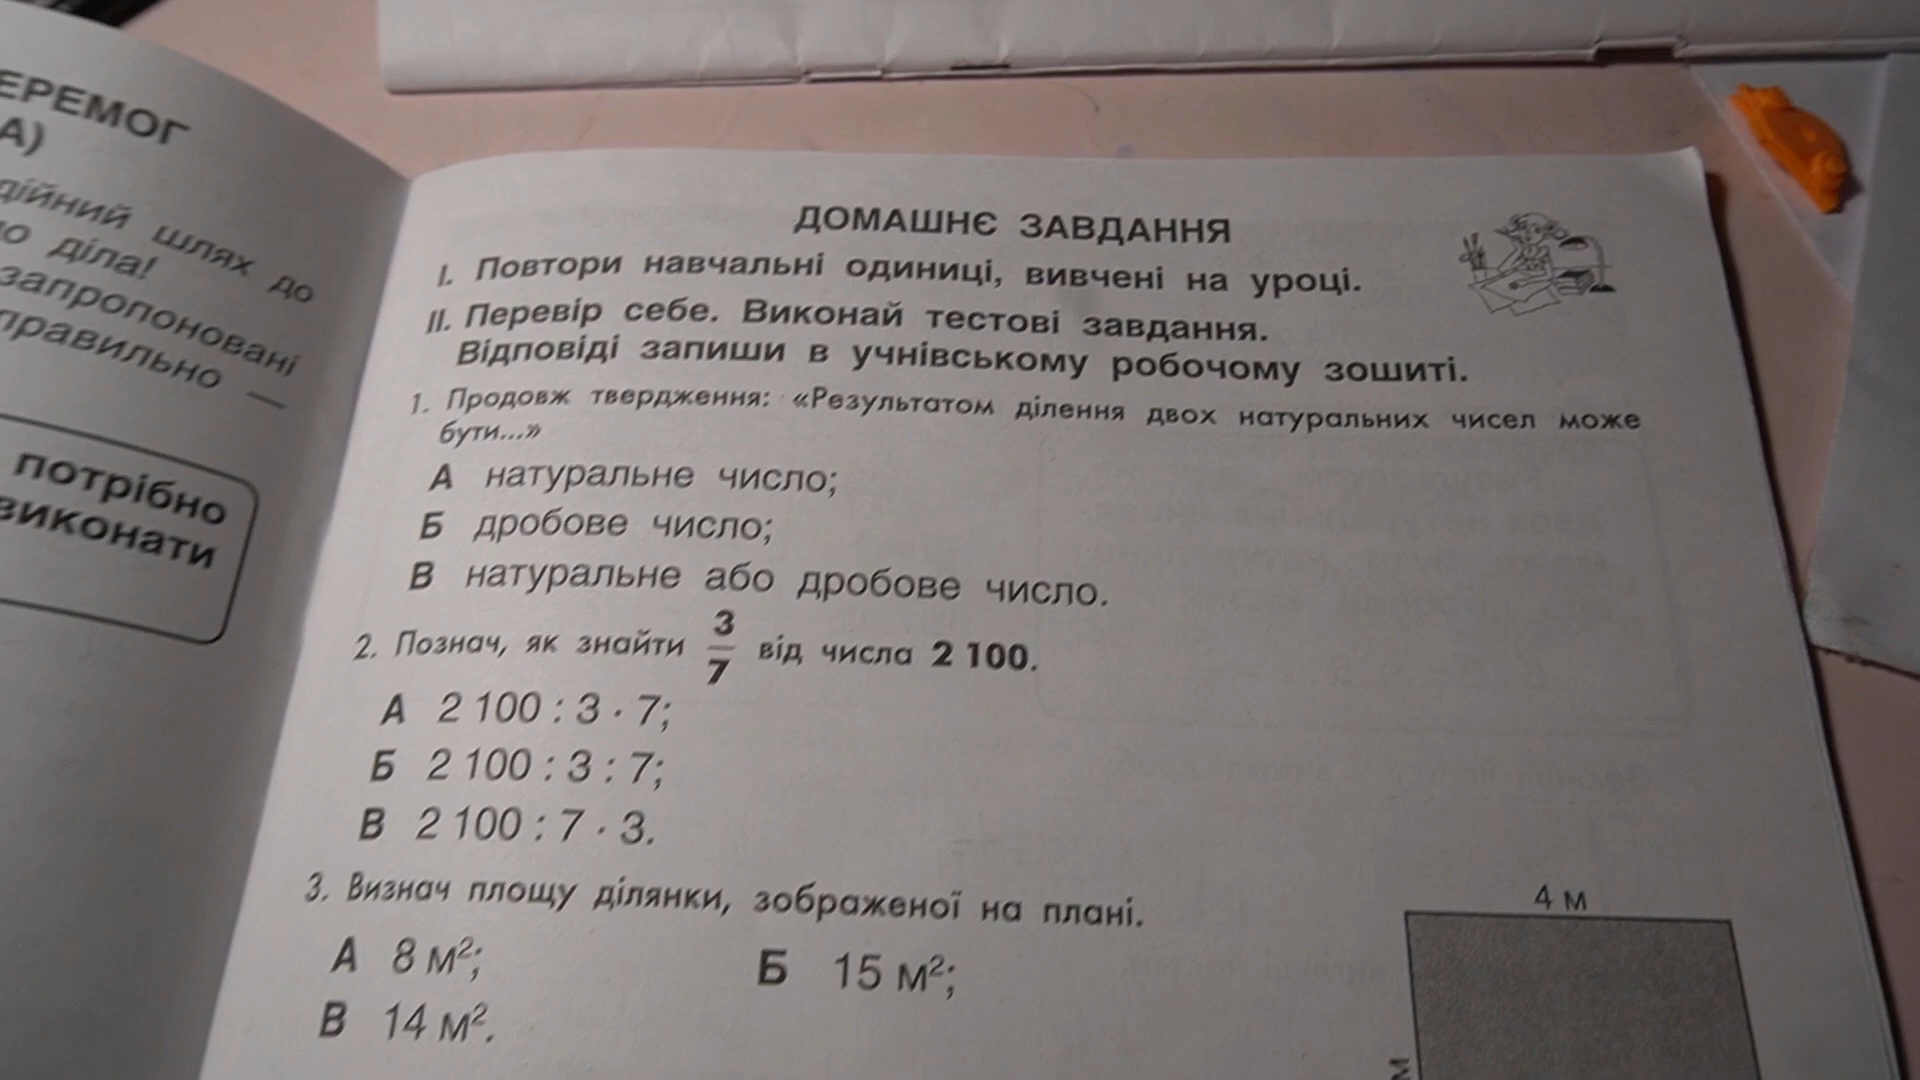 ЕРЕМОГ
А)
дійний шлях до
о діла!
запропоновані
правильно —
потрібно
виконати
ДОМАШНЄ ЗАВДАННЯ
I. Повтори навчальні одиниці, вивчені на уроці.
II. Перевір себе. Виконай тестові завдання.
Відповіді запиши в учнівському робочому зошиті.
1. Продовж твердження: «Результатом ділення двох натуральних чисел може
бути...»
А натуральне число;
Б дробове число;
В натуральне або дробове число.
2. Познач, як знайти 3/7 від числа 2 100.
А 2 100 : 3 · 7;
Б 2 100 : 3 : 7;
В 2 100 : 7 · 3.
3. Визнач площу ділянки, зображеної на плані.
4 м
А 8 м²; Б 15 м²;
В 14 м².
м